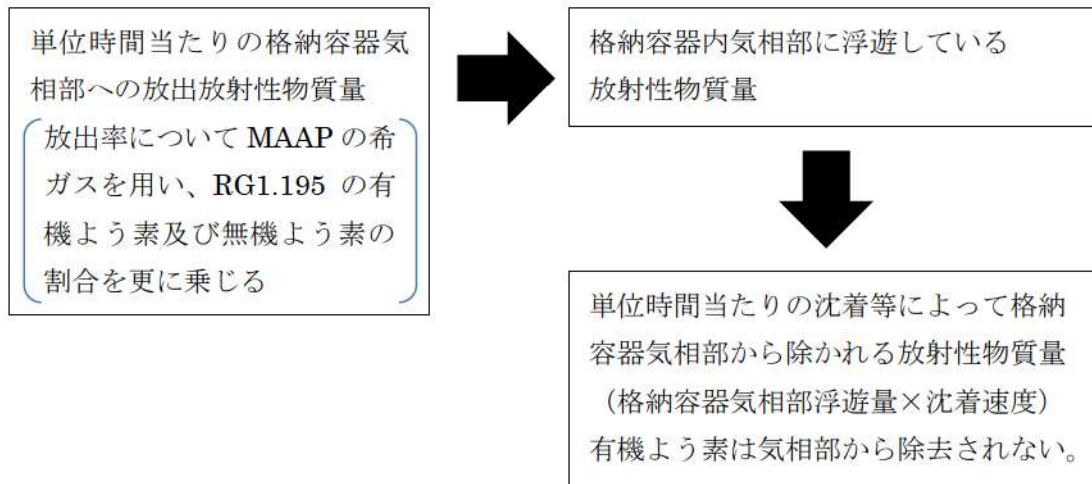 単位時間当たりの格納容器気
相部への放出放射性物質量
放出率について MAAP の希
ガスを用い、RG1.195 の有
機よう素及び無機よう素の
割合を更に乗じる
格納容器内気相部に浮遊している
放射性物質量
単位時間当たりの沈着等によって格納
容器気相部から除かれる放射性物質量
（格納容器気相部浮遊量×沈着速度）
有機よう素は気相部から除去されない。